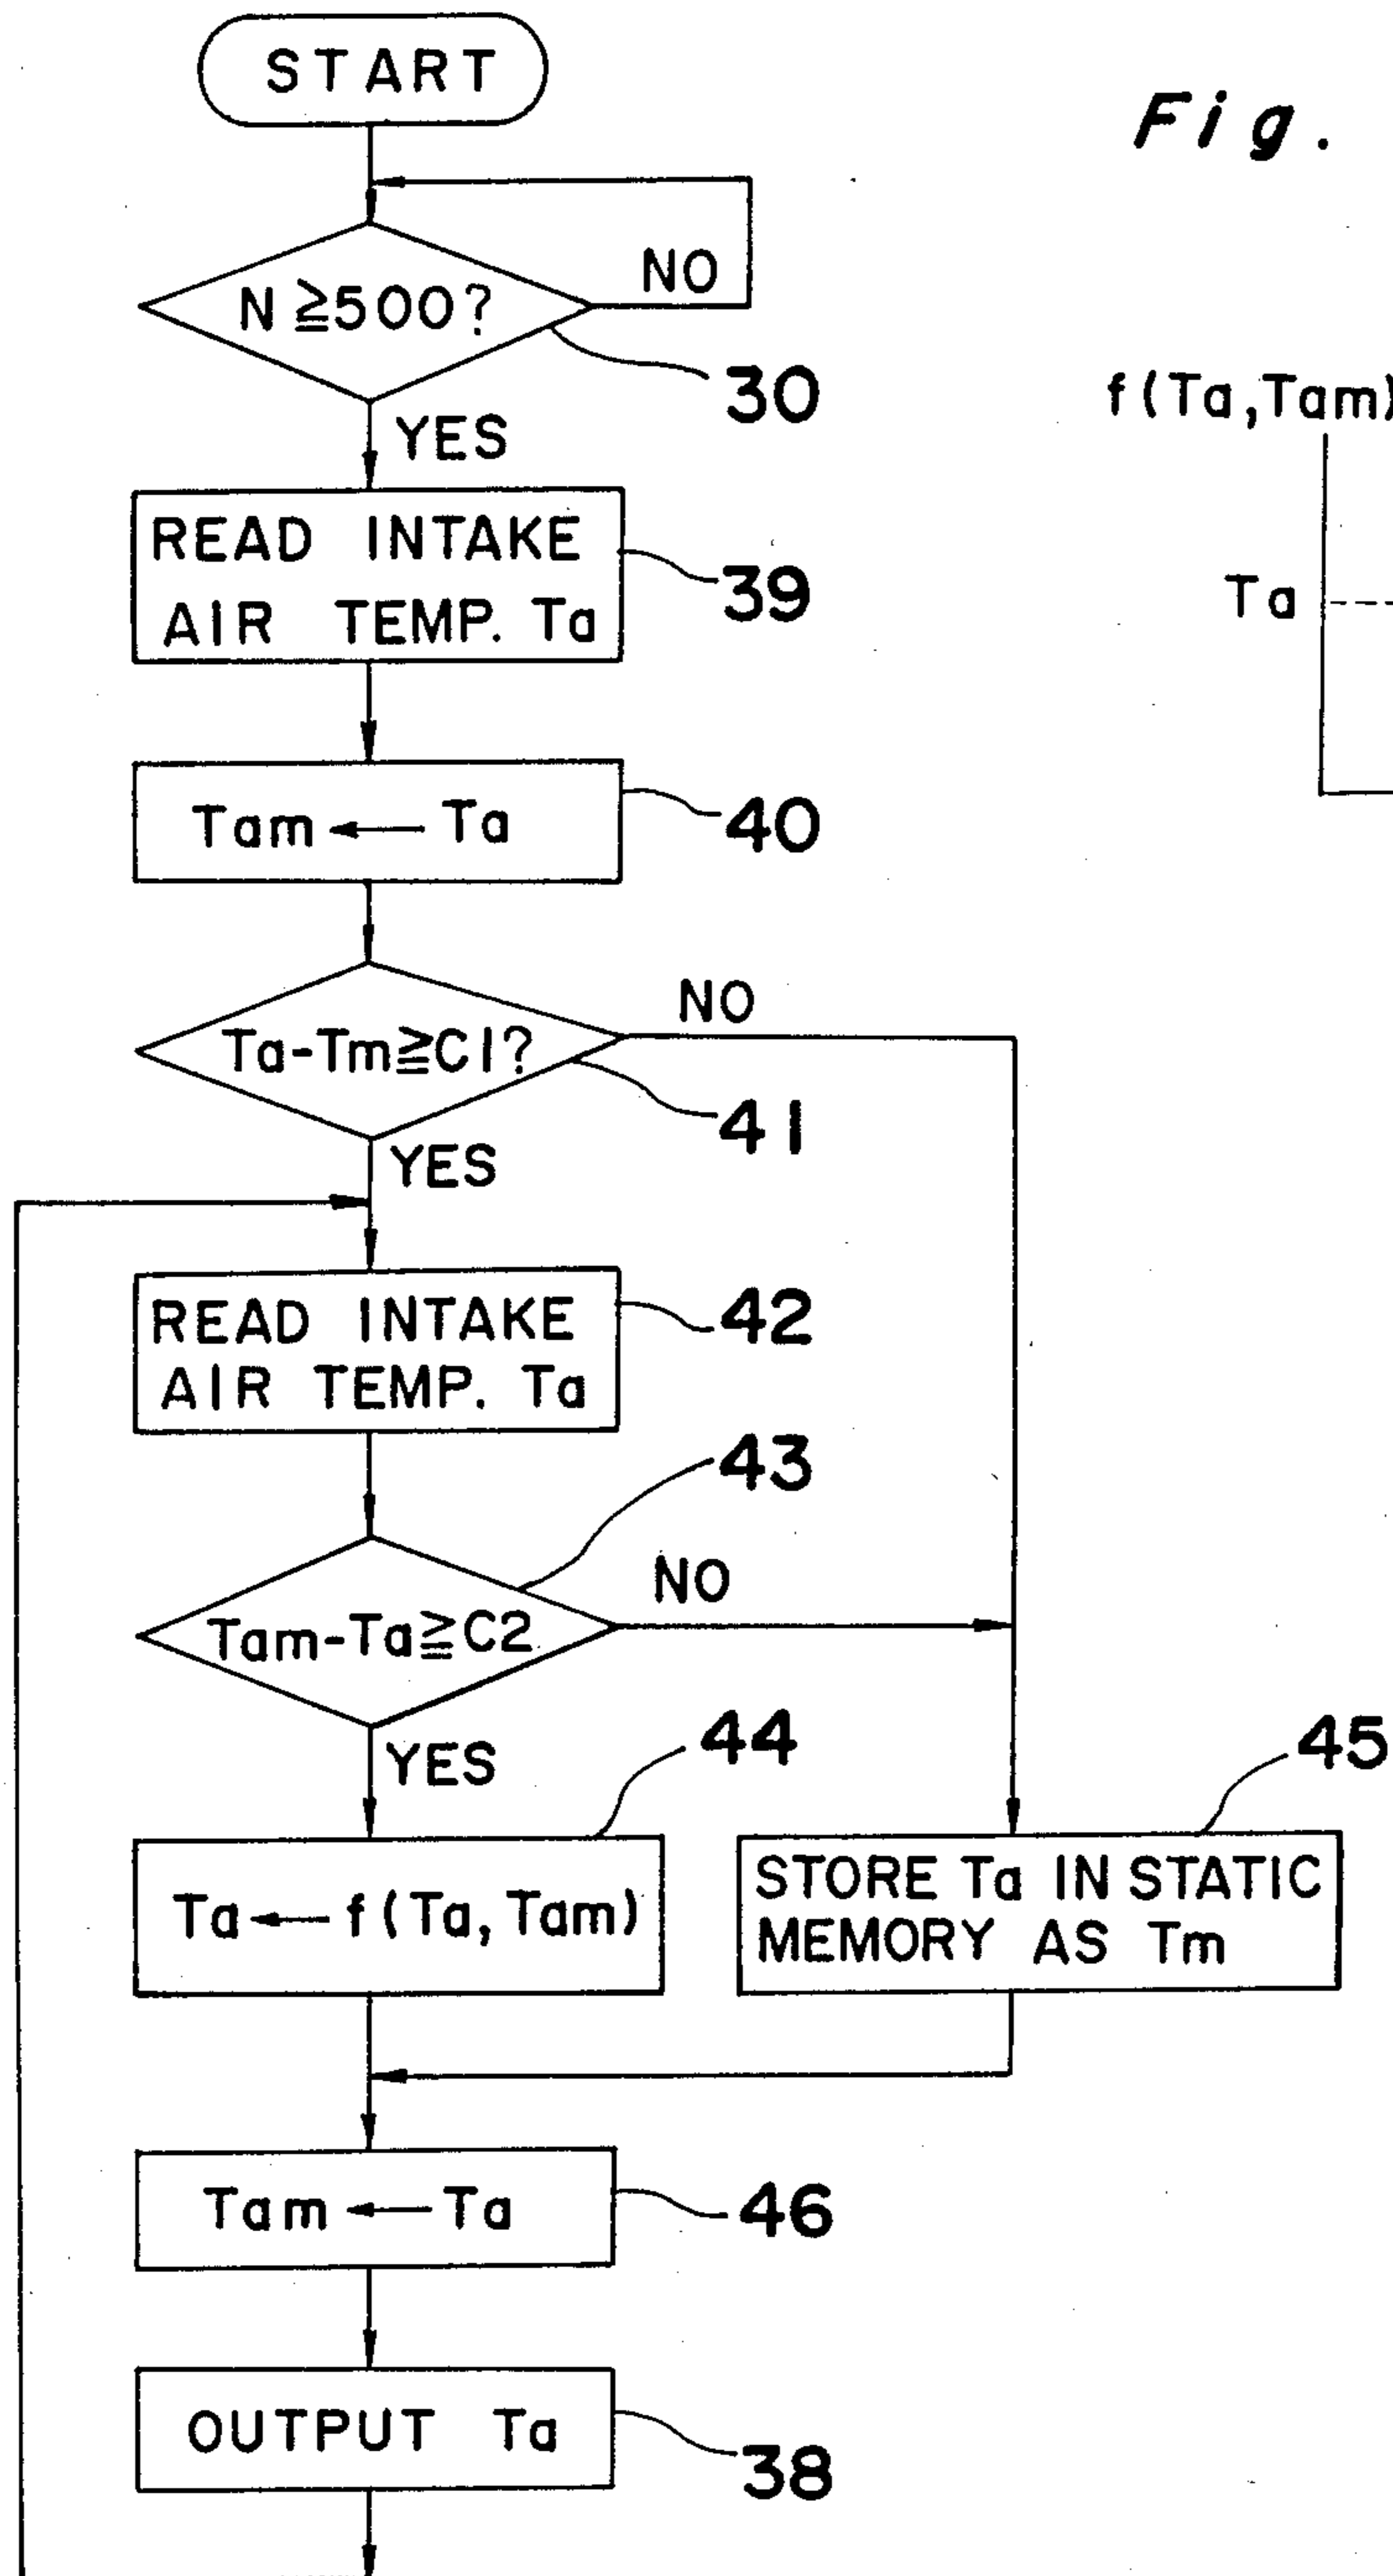 START
Fig.
NO
N ≧ 500?
30
f(Ta,Tam)
YES
READ INTAKE
AIR TEMP. Ta
39
Ta
Tam ← Ta
40
NO
Ta-Tm≧C1?
41
YES
READ INTAKE
AIR TEMP. Ta
42
43
NO
Tam-Ta≧C2
YES
44
45
Ta ← f(Ta, Tam)
STORE Ta IN STATIC
MEMORY AS Tm
Tam ← Ta
46
OUTPUT Ta
38